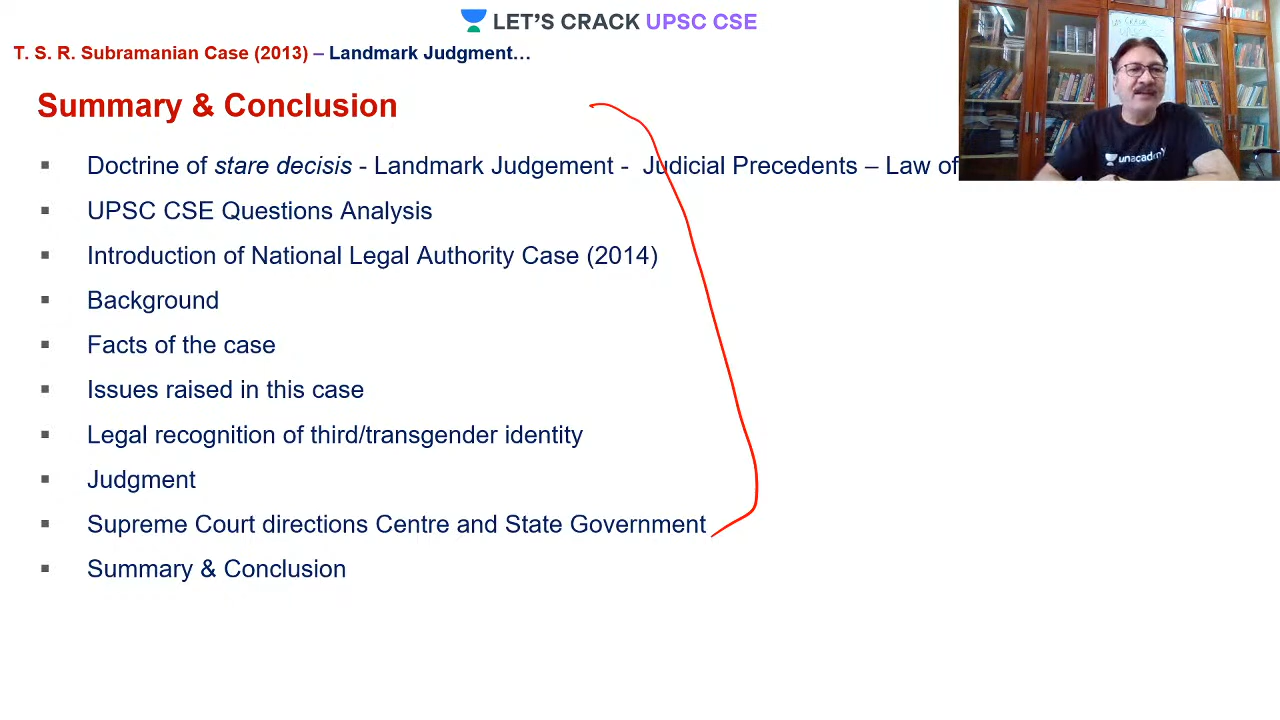 LET'S CRACK UPSC CSE
T. S. R. Subramanian Case (2013) – Landmark Judgment…
Summary & Conclusion
▪ Doctrine of stare decisis - Landmark Judgement - Judicial Precedents – Law of
▪ UPSC CSE Questions Analysis
▪ Introduction of National Legal Authority Case (2014)
▪ Background
▪ Facts of the case
▪ Issues raised in this case
▪ Legal recognition of third/transgender identity
▪ Judgment
▪ Supreme Court directions Centre and State Government
▪ Summary & Conclusion
unacademy